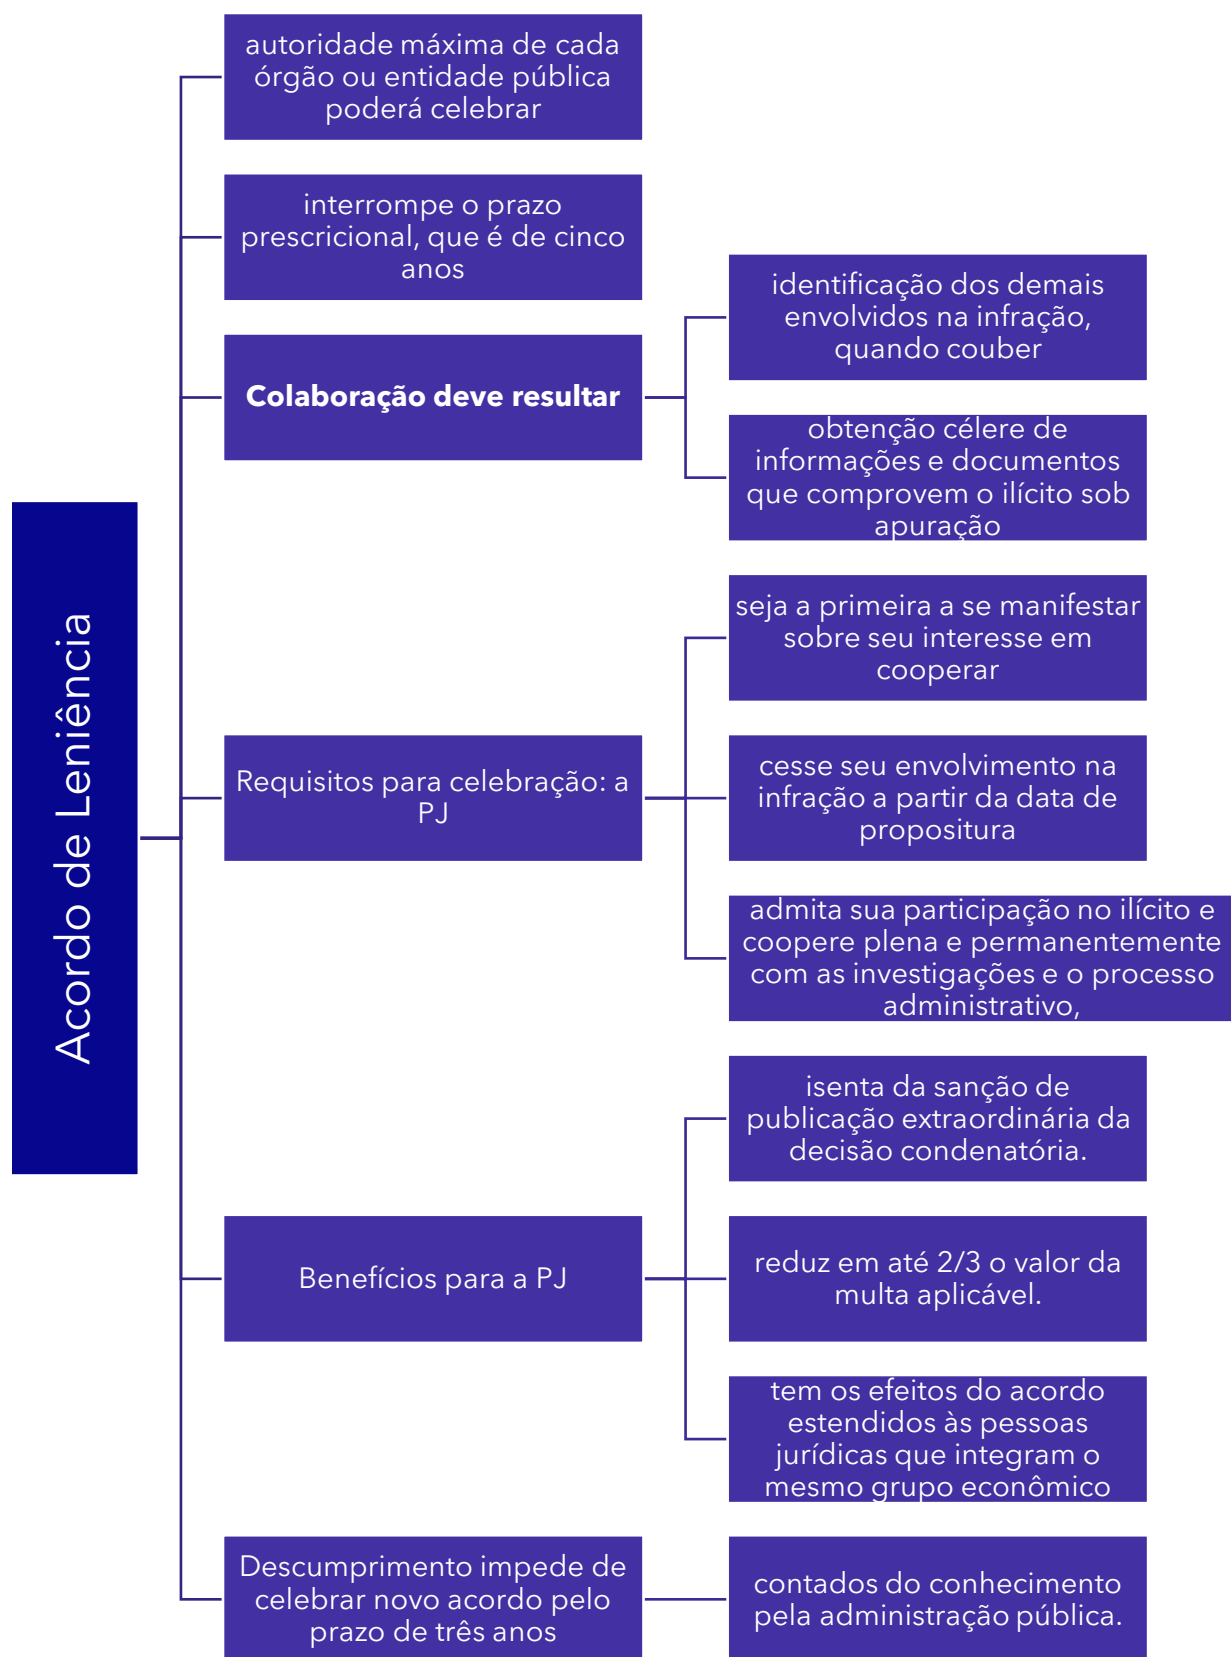 Acordo de Leniência
autoridade máxima de cada
órgão ou entidade pública
poderá celebrar
interrompe o prazo
prescricional, que é de cinco
anos
Colaboração deve resultar
identificação dos demais
envolvidos na infração,
quando couber
obtenção célere de
informações e documentos
que comprovem o ilícito sob
apuração
Requisitos para celebração: a
PJ
seja a primeira a se manifestar
sobre seu interesse em
cooperar
cesse seu envolvimento na
infração a partir da data de
propositura
admita sua participação no ilícito e
coopere plena e permanentemente
com as investigações e o processo
administrativo,
Benefícios para a PJ
isenta da sanção de
publicação extraordinária da
decisão condenatória.
reduz em até 2/3 o valor da
multa aplicável.
tem os efeitos do acordo
estendidos às pessoas
jurídicas que integram o
mesmo grupo econômico
Descumprimento impede de
celebrar novo acordo pelo
prazo de três anos
contados do conhecimento
pela administração pública.